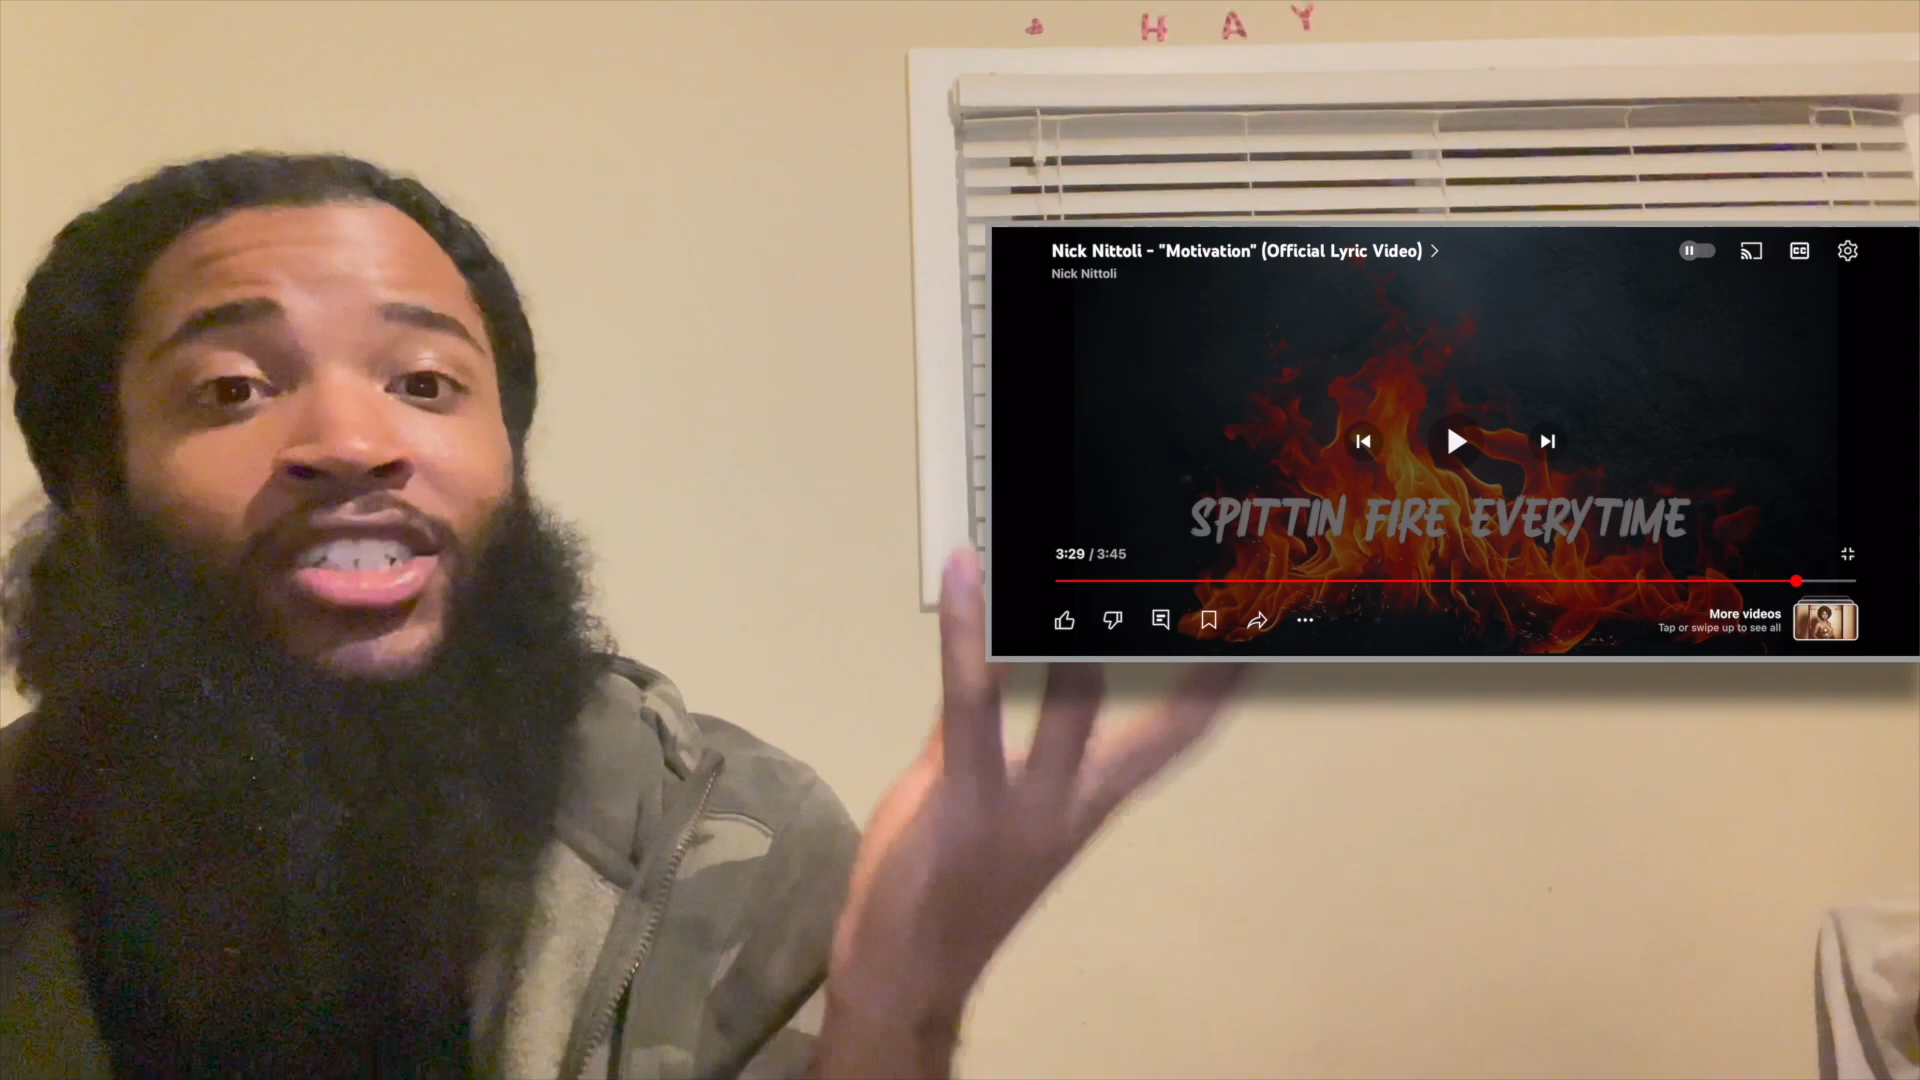 H A Y
Nick Nittoli - "Motivation" (Official Lyric Video)
Nick Nittoli
CC
SPITTIN FIRE EVERYTIME
3:29 / 3:45
More videos
Tap or swipe up to see all